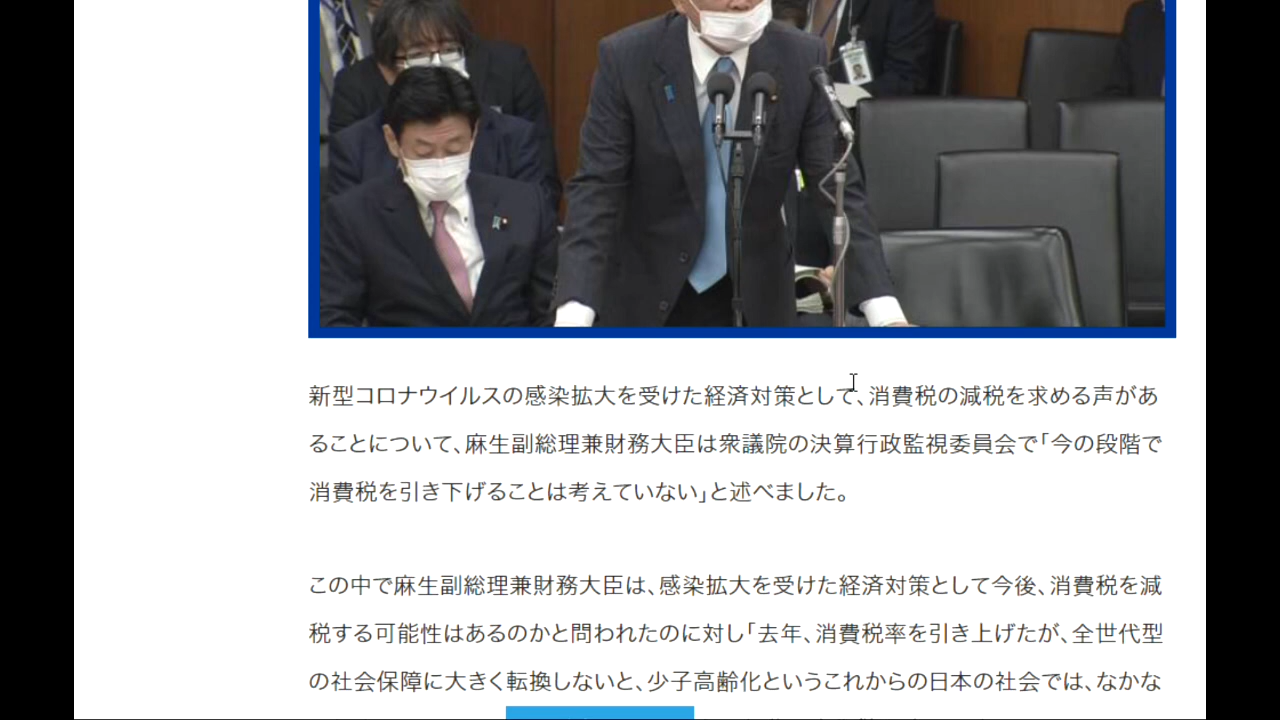 新型コロナウイルスの感染拡大を受けた経済対策として、消費税の減税を求める声があ
ることについて、麻生副総理兼財務大臣は衆議院の決算行政監視委員会で「今の段階で
消費税を引き下げることは考えていない」と述べました。
この中で麻生副総理兼財務大臣は、感染拡大を受けた経済対策として今後、消費税を減
税する可能性はあるのかと問われたのに対し「去年、消費税率を引き上げたが、全世代型
の社会保障に大きく転換しないと、少子高齢化というこれからの日本の社会では、なかな